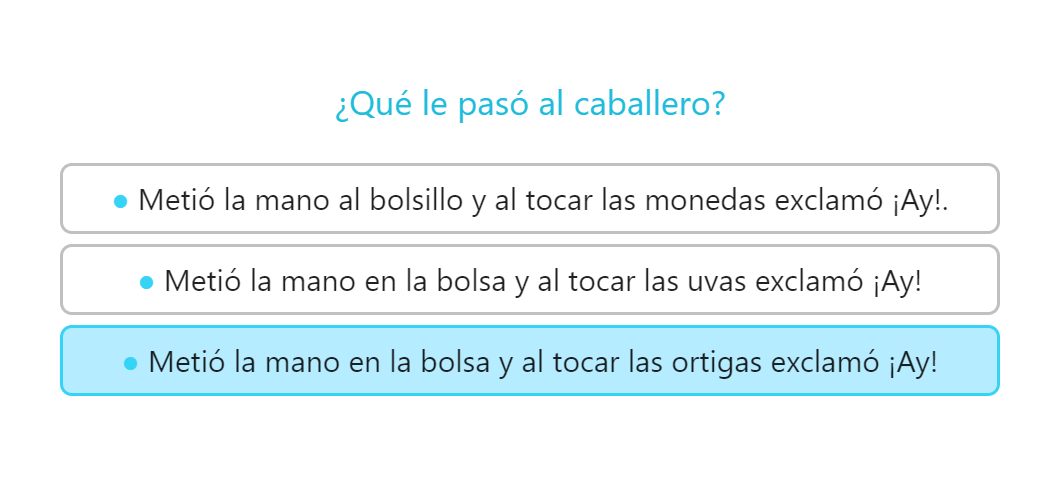 ¿Qué le pasó al caballero?
● Metió la mano al bolsillo y al tocar las monedas exclamó ¡Ay!.
● Metió la mano en la bolsa y al tocar las uvas exclamó ¡Ay!
● Metió la mano en la bolsa y al tocar las ortigas exclamó ¡Ay!